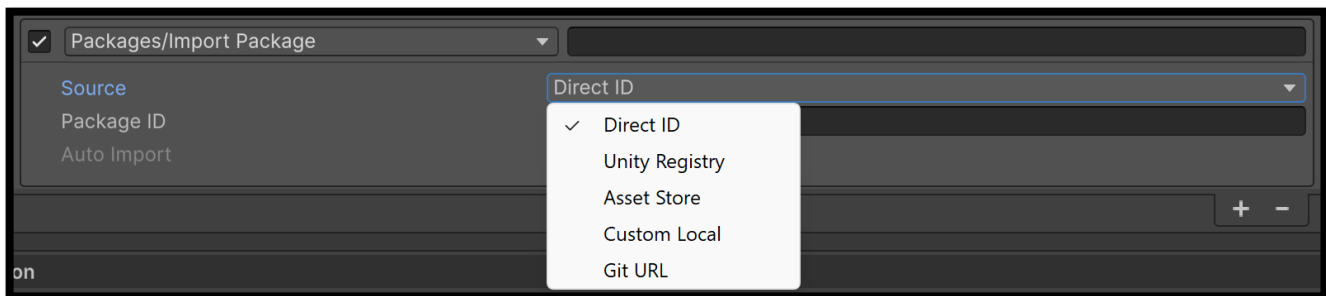 Packages/Import Package
Source
Direct ID
Package ID
Auto Import
Direct ID
Unity Registry
Asset Store
Custom Local
Git URL
on